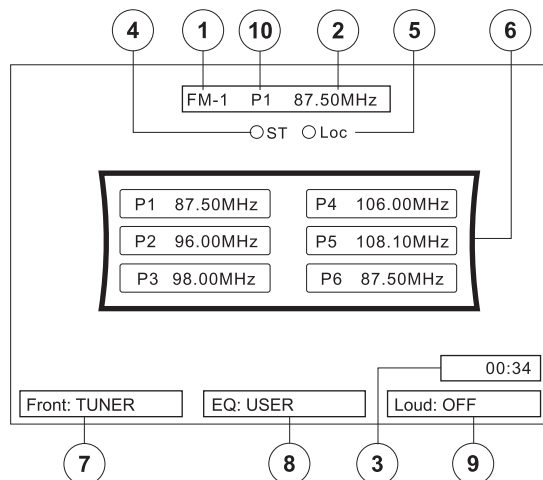 4 1 10 2 5 6
FM-1 P1 87.50MHz
ST Loc
P1 87.50MHz P4 106.00MHz
P2 96.00MHz P5 108.10MHz
P3 98.00MHz P6 87.50MHz
00:34
Front: TUNER EQ: USER Loud: OFF
7 8 3 9